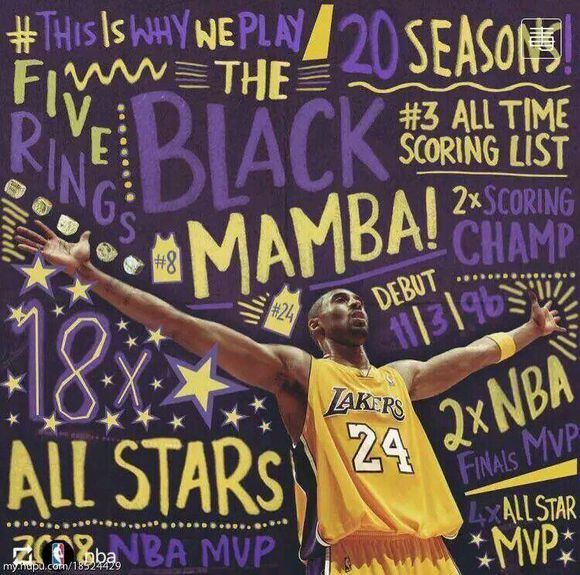 #THIS IS WHY WE PLAY
20 SEASONS!
FIVE RINGS
THE
BLACK
MAMBA!
#3 ALL TIME
SCORING LIST
2x SCORING
CHAMP
#8
#24
DEBUT
11/3/96
18x
ALL STARS
LAKERS
24
2x NBA
FINALS MVP
4x ALL STAR
MVP
2008 NBA MVP
nba
my.hupu.com/18524429